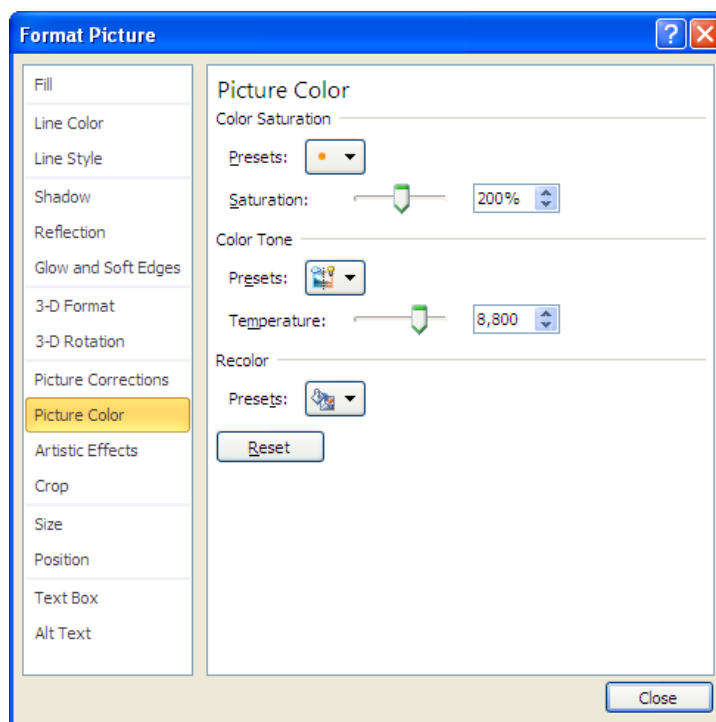 Format Picture
Fill
Line Color
Line Style
Shadow
Reflection
Glow and Soft Edges
3-D Format
3-D Rotation
Picture Corrections
Picture Color
Artistic Effects
Crop
Size
Position
Text Box
Alt Text
Picture Color
Color Saturation
Presets:
Saturation: 200%
Color Tone
Presets:
Temperature: 8,800
Recolor
Presets:
Reset
Close